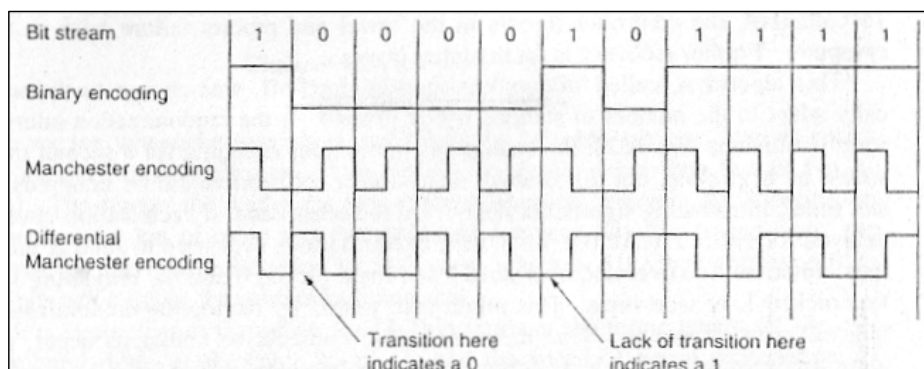 Bit stream 1 0 0 0 0 1 0 1 1 1 1
Binary encoding
Manchester encoding
Differential
Manchester encoding
Transition here
indicates a 0
Lack of transition here
indicates a 1